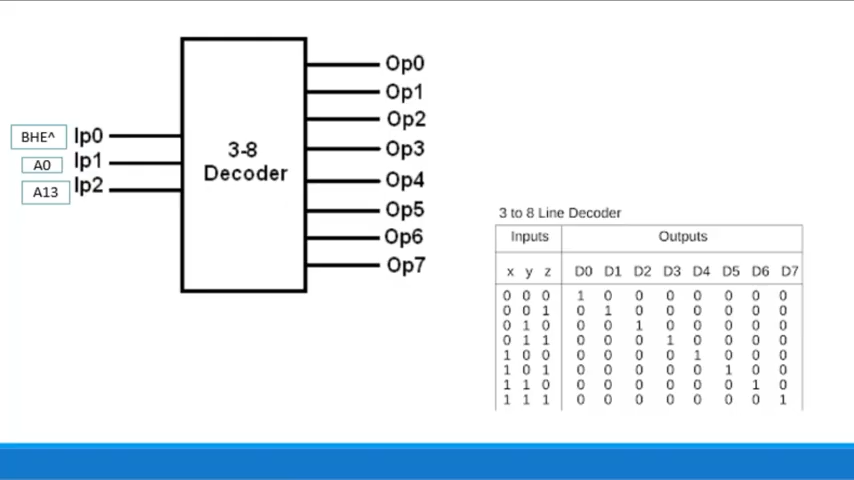 Op0
Op1
Op2
BHE^ Ip0
3-8
Op3
A0 Ip1
Decoder
Op4
A13 Ip2
Op5
Op6
Op7
3 to 8 Line Decoder
Inputs Outputs
x y z D0 D1 D2 D3 D4 D5 D6 D7
0 0 0 1 0 0 0 0 0 0 0
0 0 1 0 1 0 0 0 0 0 0
0 1 0 0 0 1 0 0 0 0 0
0 1 1 0 0 0 1 0 0 0 0
1 0 0 0 0 0 0 1 0 0 0
1 0 1 0 0 0 0 0 1 0 0
1 1 0 0 0 0 0 0 0 1 0
1 1 1 0 0 0 0 0 0 0 1